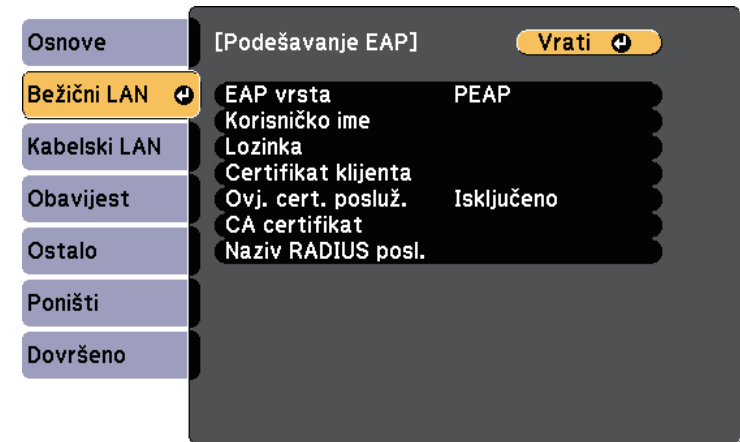 Osnove
Bežični LAN
Kabelski LAN
Obavijest
Ostalo
Poništi
Dovršeno
[Podešavanje EAP] Vrati
EAP vrsta PEAP
Korisničko ime
Lozinka
Certifikat klijenta
Ovj. cert. posluž. Isključeno
CA certifikat
Naziv RADIUS posl.